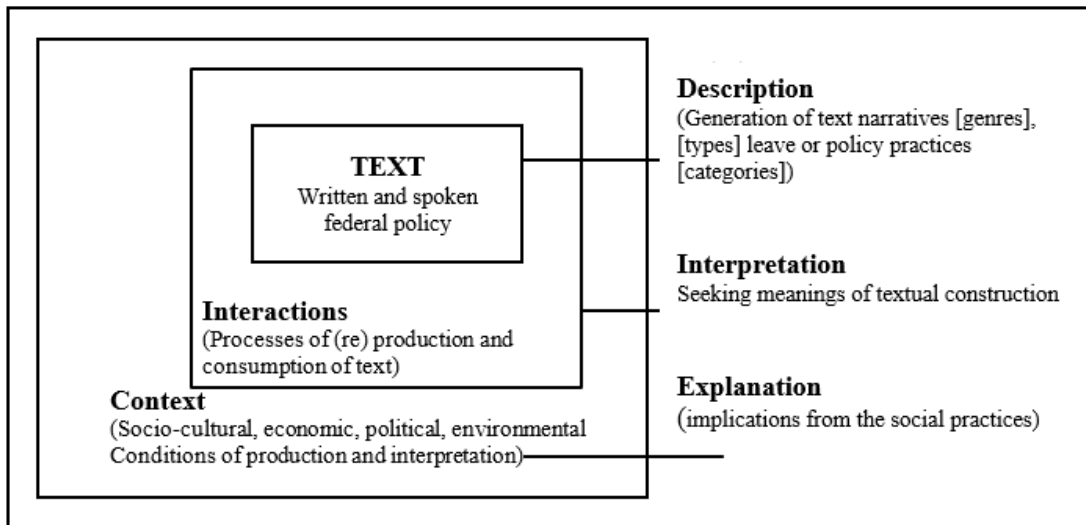 TEXT
Written and spoken
federal policy
Interactions
(Processes of (re) production and
consumption of text)
Context
(Socio-cultural, economic, political, environmental
Conditions of production and interpretation)
Description
(Generation of text narratives [genres],
[types] leave or policy practices
[categories])
Interpretation
Seeking meanings of textual construction
Explanation
(implications from the social practices)